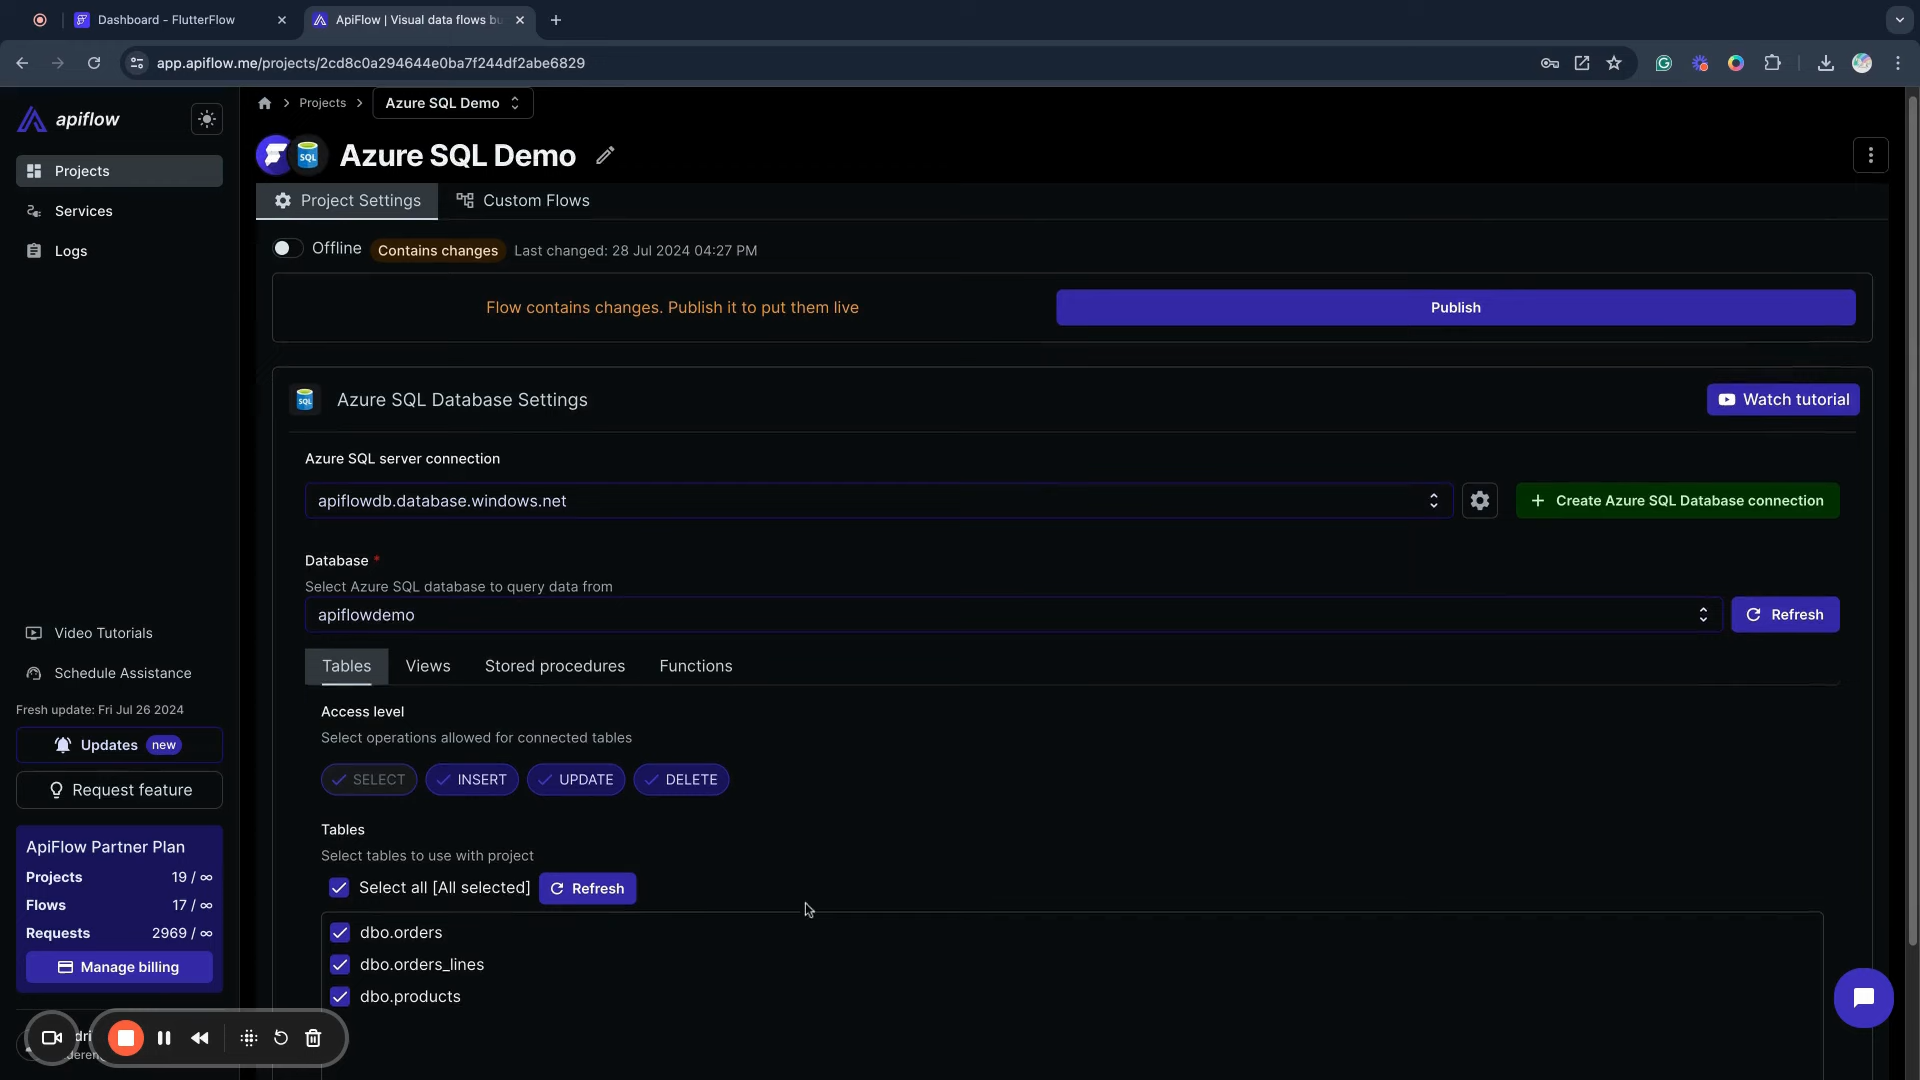 Dashboard - FlutterFlow
ApiFlow | Visual data flows bu
app.apiflow.me/projects/2cd8c0a294644e0ba7f244df2abe6829
apiflow
Projects
Services
Logs
Projects
Azure SQL Demo
SQL
Azure SQL Demo
Project Settings
Custom Flows
Offline
Contains changes
Last changed: 28 Jul 2024 04:27 PM
Flow contains changes. Publish it to put them live
Publish
SQL
Azure SQL Database Settings
Watch tutorial
Azure SQL server connection
apiflowdb.database.windows.net
Create Azure SQL Database connection
Database *
Select Azure SQL database to query data from
apiflowdemo
Refresh
Tables
Views
Stored procedures
Functions
Access level
Select operations allowed for connected tables
SELECT
INSERT
UPDATE
DELETE
Tables
Select tables to use with project
Select all [All selected]
Refresh
dbo.orders
dbo.orders_lines
dbo.products
Video Tutorials
Schedule Assistance
Fresh update: Fri Jul 26 2024
Updates new
Request feature
ApiFlow Partner Plan
Projects 19 / ∞
Flows 17 / ∞
Requests 2969 / ∞
Manage billing